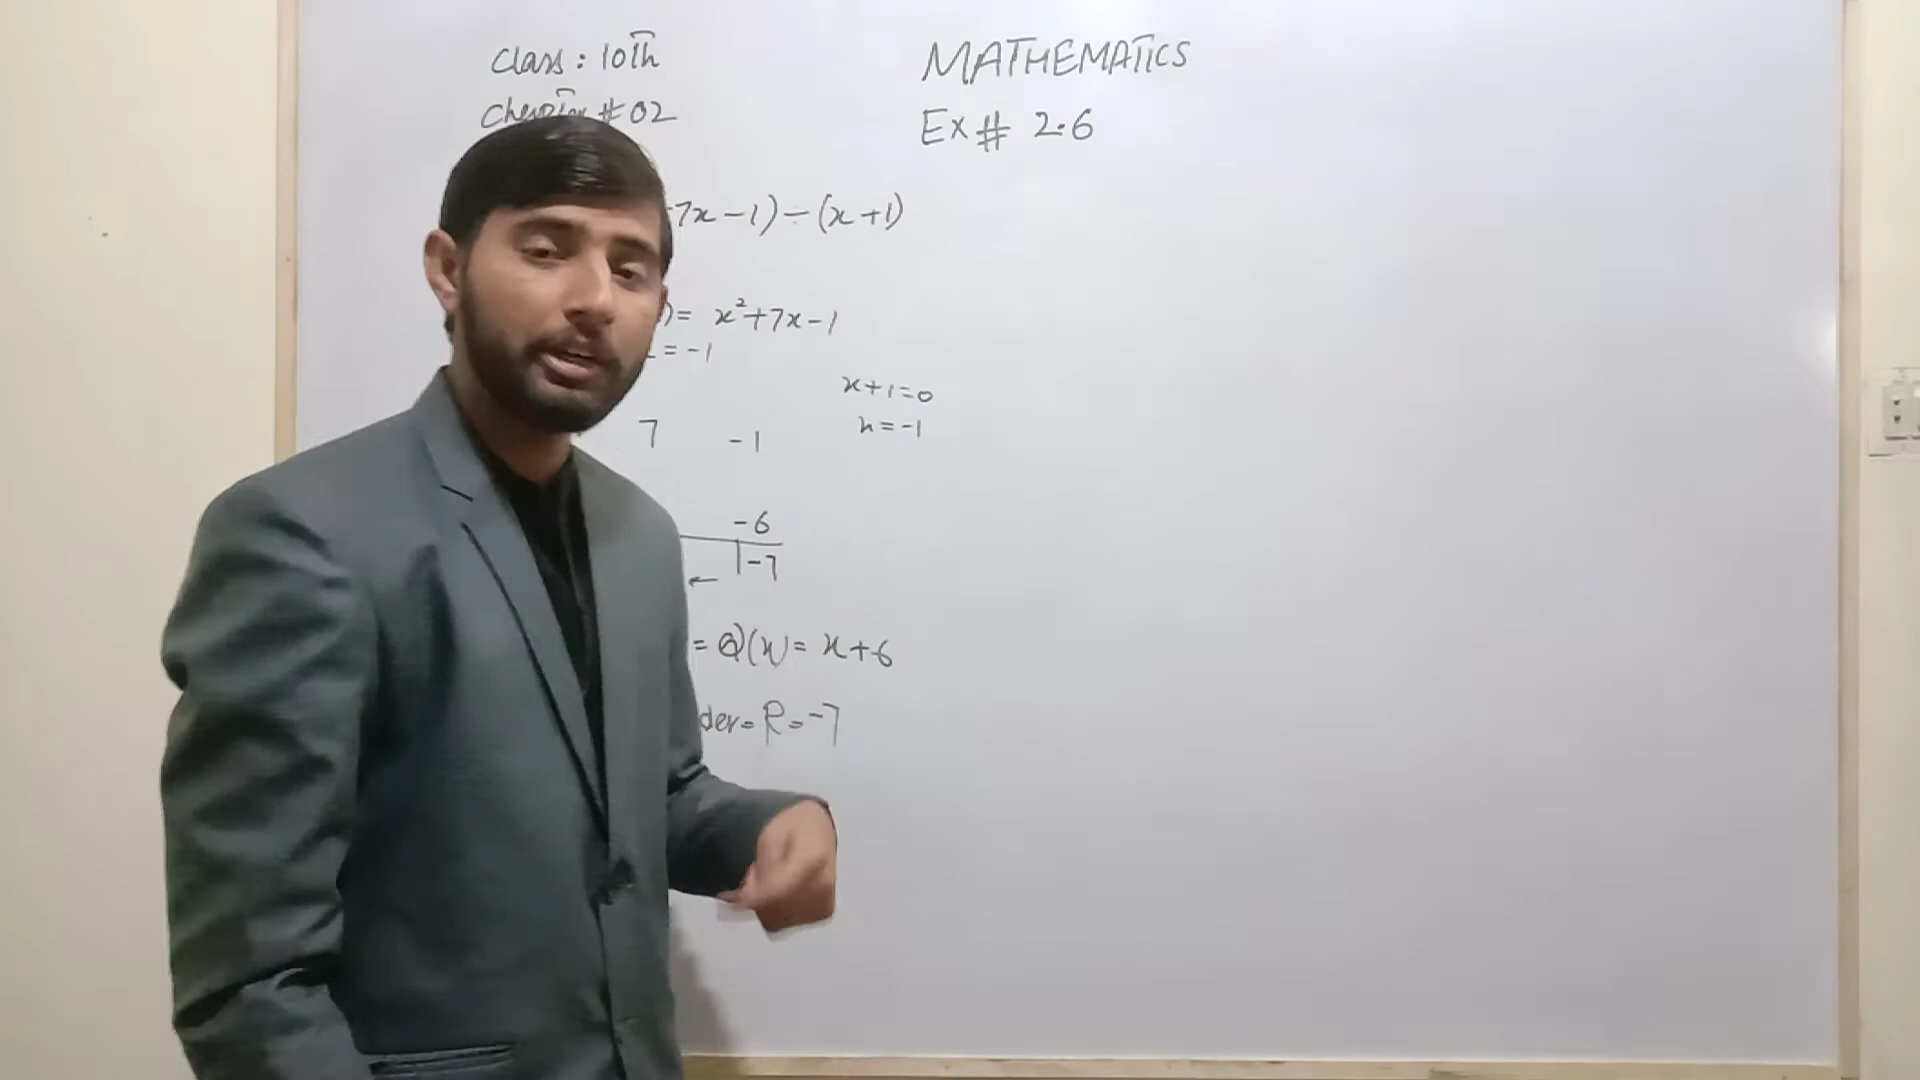 Class : 10th
MATHEMATICS
Chapter # 02
Ex # 2.6
7x - 1) ÷ (x + 1)
) = x² + 7x - 1
= -1
x + 1 = 0
x = -1
7 -1
-6
-7
←
= Q(x) = x + 6
der = R = -7